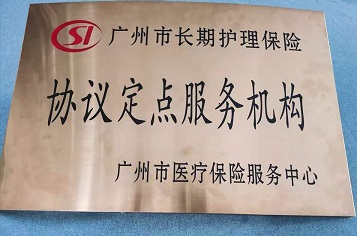 SI 广州市长期护理保险
协议定点服务机构
广州市医疗保险服务中心